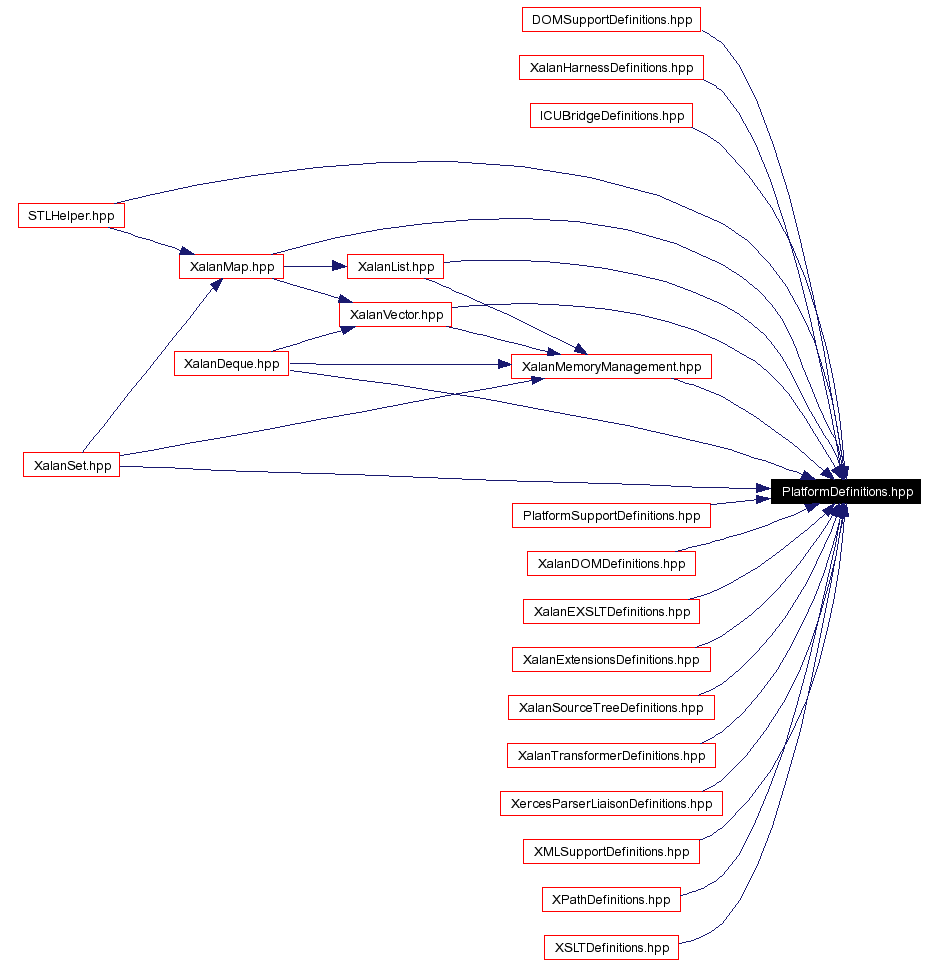 DOMSupportDefinitions.hpp
XalanHarnessDefinitions.hpp
ICUBridgeDefinitions.hpp
STLHelper.hpp
XalanMap.hpp
XalanList.hpp
XalanVector.hpp
XalanDeque.hpp
XalanMemoryManagement.hpp
XalanSet.hpp
PlatformDefinitions.hpp
PlatformSupportDefinitions.hpp
XalanDOMDefinitions.hpp
XalanEXSLTDefinitions.hpp
XalanExtensionsDefinitions.hpp
XalanSourceTreeDefinitions.hpp
XalanTransformerDefinitions.hpp
XercesParserLiaisonDefinitions.hpp
XMLSupportDefinitions.hpp
XPathDefinitions.hpp
XSLTDefinitions.hpp